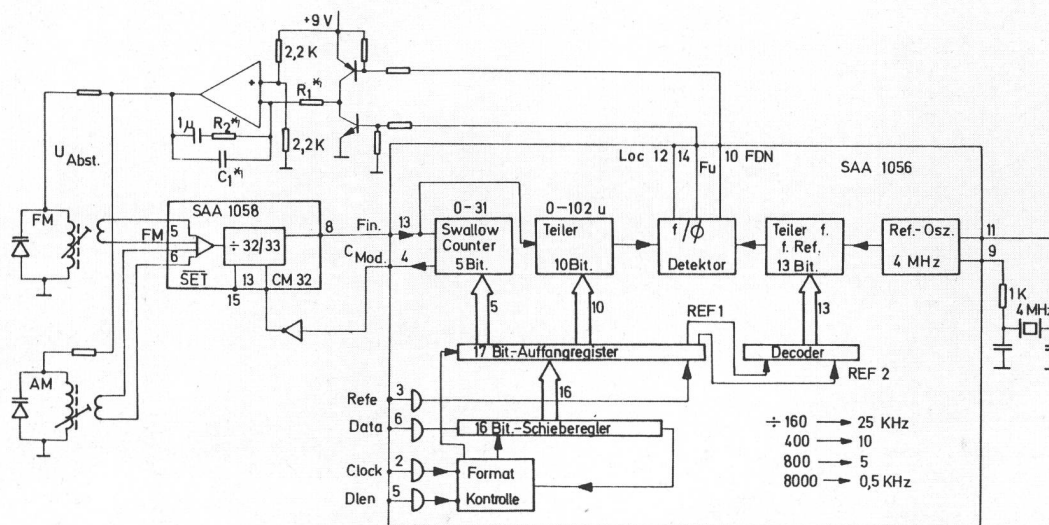 +9 V
2,2 K
R1 *)
1µ
R2 *)
C1 *)
2,2 K
U Abst.
Loc 12
14
Fu
10 FDN
SAA 1056
FM
SAA 1058
FM
5
6
÷ 32/33
8
SET
13
CM 32
15
Fin.
13
C Mod.
4
0-31
Swallow
Counter
5 Bit.
0-102 u
Teiler
10 Bit.
f/Φ
Detektor
Teiler f.
f. Ref.
13 Bit.
Ref.-Osz.
4 MHz
11
9
1 K
4 MHz
5
10
13
REF 1
17 Bit-Auffangregister
Decoder
REF 2
AM
Refe
3
16
Data
6
16 Bit.-Schieberegler
Clock
2
Format
Kontrolle
Dlen
5
÷ 160 → 25 KHz
400 → 10
800 → 5
8000 → 0,5 KHz